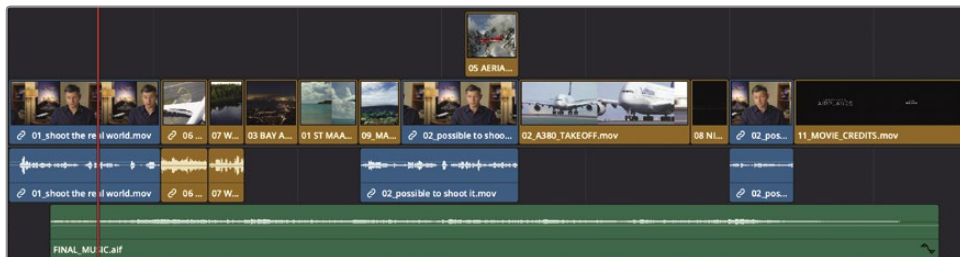 05 AERIA...
01_shoot the real world.mov
06 ...
07 W...
03 BAY A...
01 ST MAA...
09_MA...
02_possible to shoo...
02_A380_TAKEOFF.mov
08 NI...
02_pos...
11_MOVIE_CREDITS.mov
01_shoot the real world.mov
06 ...
07 W...
02_possible to shoot it.mov
02_pos...
FINAL_MUSIC.aif